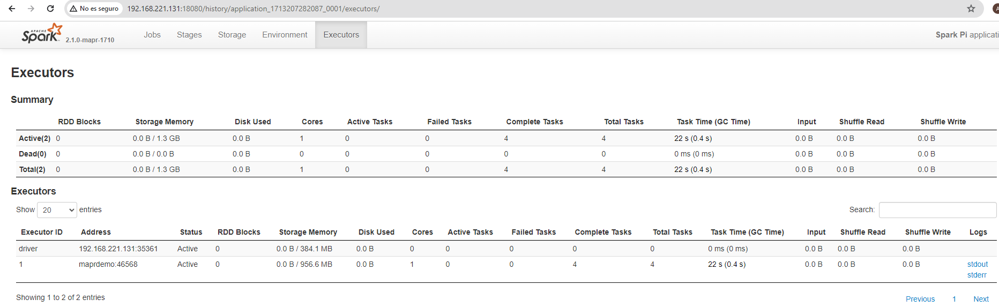 No es seguro 192.168.221.131:18080/history/application_1713207282087_0001/executors/
APACHE
Spark 2.1.0-mapr-1710 Jobs Stages Storage Environment Executors Spark Pi applicati
Executors
Summary
RDD Blocks Storage Memory Disk Used Cores Active Tasks Failed Tasks Complete Tasks Total Tasks Task Time (GC Time) Input Shuffle Read Shuffle Write
Active(2) 0 0.0 B / 1.3 GB 0.0 B 1 0 0 4 4 22 s (0.4 s) 0.0 B 0.0 B 0.0 B
Dead(0) 0 0.0 B / 0.0 B 0.0 B 0 0 0 0 0 0 ms (0 ms) 0.0 B 0.0 B 0.0 B
Total(2) 0 0.0 B / 1.3 GB 0.0 B 1 0 0 4 4 22 s (0.4 s) 0.0 B 0.0 B 0.0 B
Executors
Show 20 entries Search:
Executor ID Address Status RDD Blocks Storage Memory Disk Used Cores Active Tasks Failed Tasks Complete Tasks Total Tasks Task Time (GC Time) Input Shuffle Read Shuffle Write Logs
driver 192.168.221.131:35361 Active 0 0.0 B / 384.1 MB 0.0 B 0 0 0 0 0 0 ms (0 ms) 0.0 B 0.0 B 0.0 B
1 maprdemo:46568 Active 0 0.0 B / 956.6 MB 0.0 B 1 0 0 4 4 22 s (0.4 s) 0.0 B 0.0 B 0.0 B stdout
stderr
Showing 1 to 2 of 2 entries Previous 1 Next